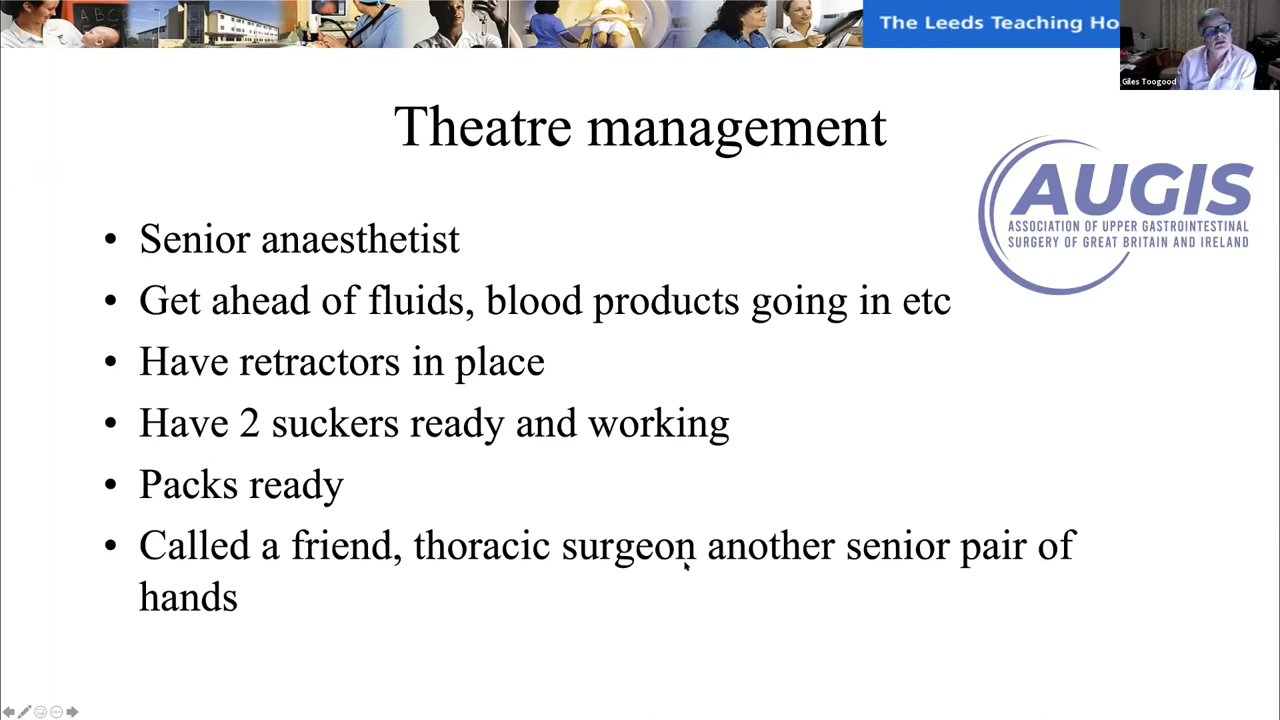 ABC
The Leeds Teaching Ho
Giles Toogood
Theatre management
AUGIS
ASSOCIATION OF UPPER GASTROINTESTINAL
SURGERY OF GREAT BRITAIN AND IRELAND
• Senior anaesthetist
• Get ahead of fluids, blood products going in etc
• Have retractors in place
• Have 2 suckers ready and working
• Packs ready
• Called a friend, thoracic surgeon another senior pair of
hands